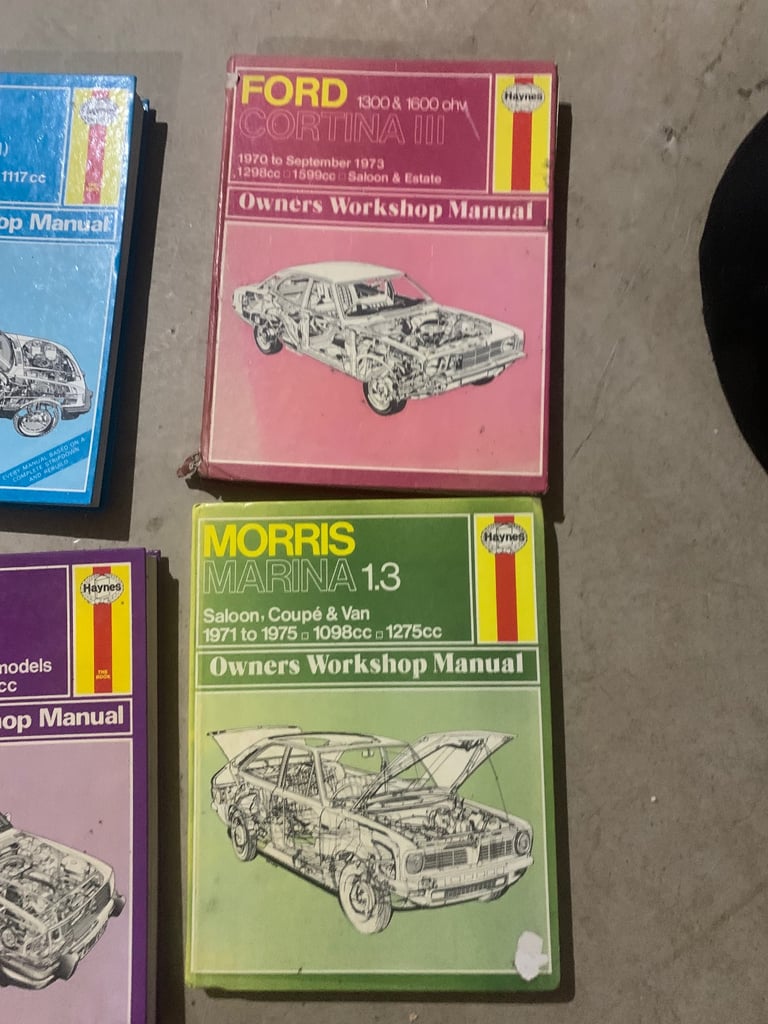 1117cc
op Manual
EVERY MANUAL BASED ON A
COMPLETE STRIPDOWN
AND REBUILD
FORD 1300 & 1600 ohv
CORTINA III
1970 to September 1973
1298cc □ 1599cc □ Saloon & Estate
Haynes
Owners Workshop Manual
Haynes
THE
BOOK
models
cc
op Manual
MORRIS
MARINA 1.3
Saloon, Coupé & Van
1971 to 1975 □ 1098cc □ 1275cc
Haynes
Owners Workshop Manual